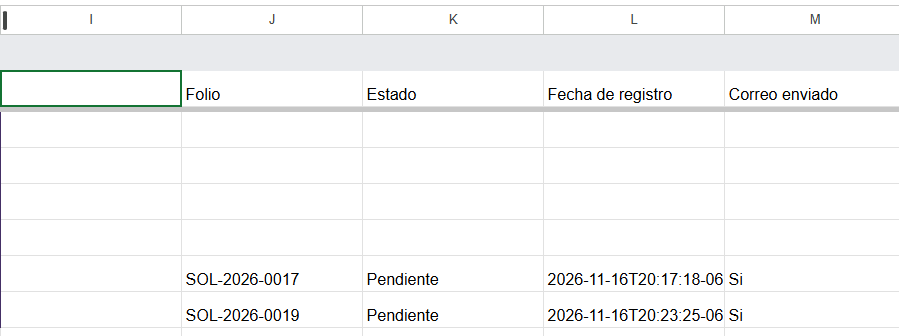 I J K L M
Folio Estado Fecha de registro Correo enviado
SOL-2026-0017 Pendiente 2026-11-16T20:17:18-06 Si
SOL-2026-0019 Pendiente 2026-11-16T20:23:25-06 Si